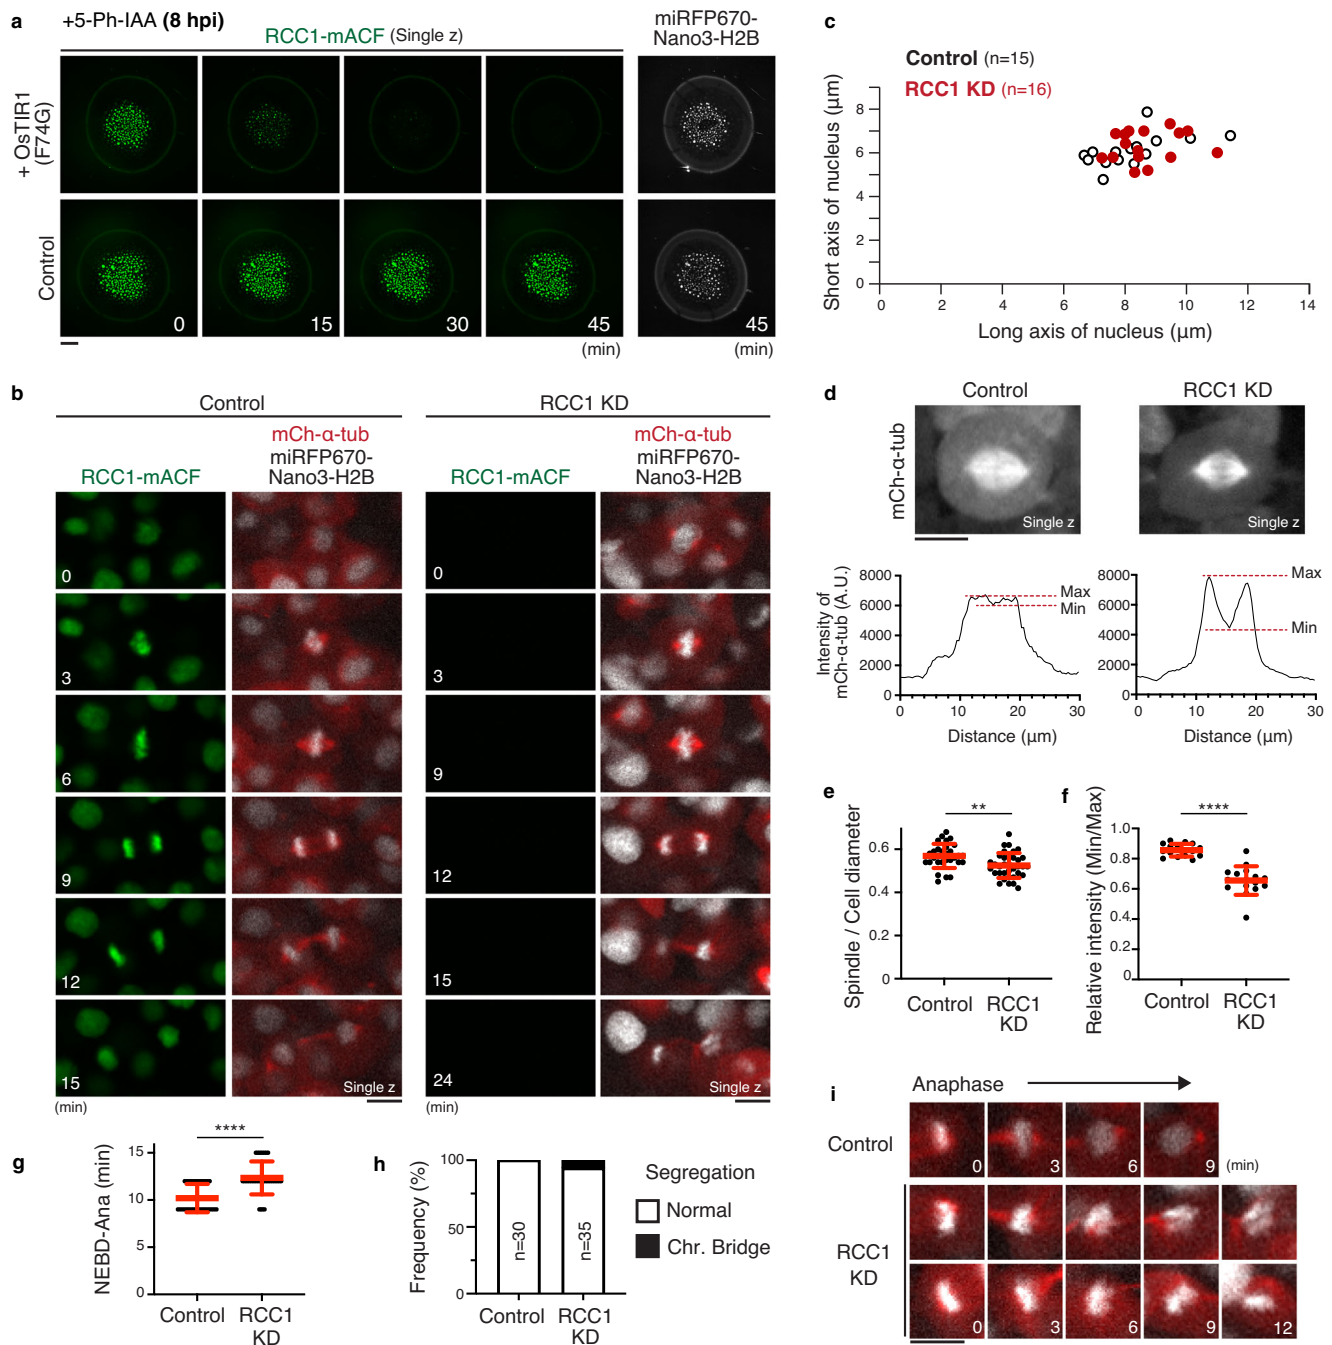 a
+5-Ph-IAA (8 hpi)
RCC1-mACF (Single z)
miRFP670-
Nano3-H2B
+ OsTIR1
(F74G)
Control
0
15
30
45
45
(min)
(min)
b
Control
RCC1 KD
RCC1-mACF
mCh-α-tub
miRFP670-
Nano3-H2B
RCC1-mACF
mCh-α-tub
miRFP670-
Nano3-H2B
0
0
3
3
6
9
9
12
12
15
15
Single z
24
Single z
(min)
(min)
c
Control (n=15)
RCC1 KD (n=16)
Short axis of nucleus (μm)
8
6
4
2
0
0
2
4
6
8
10
12
14
Long axis of nucleus (μm)
d
Control
RCC1 KD
mCh-α-tub
Single z
Single z
Intensity of
mCh-α-tub (A.U.)
8000
6000
4000
2000
0
Max
Min
0
10
20
30
Distance (μm)
8000
6000
4000
2000
0
Max
Min
0
10
20
30
Distance (μm)
e
Spindle / Cell diameter
**
0.6
0.4
0.2
0
Control
RCC1
KD
f
Relative intensity (Min/Max)
****
1.0
0.8
0.6
0.4
0.2
0
Control
RCC1
KD
g
NEBD-Ana (min)
****
15
10
5
0
Control
RCC1
KD
h
Frequency (%)
100
50
0
n=30
n=35
Control
RCC1
KD
Segregation
Normal
Chr. Bridge
i
Anaphase
Control
0
3
6
9
(min)
RCC1
KD
0
3
6
9
12